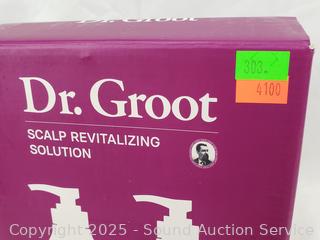 303.
4100
Dr. Groot
SCALP REVITALIZING
SOLUTION
Copyright 2025 - Sound Auction Service